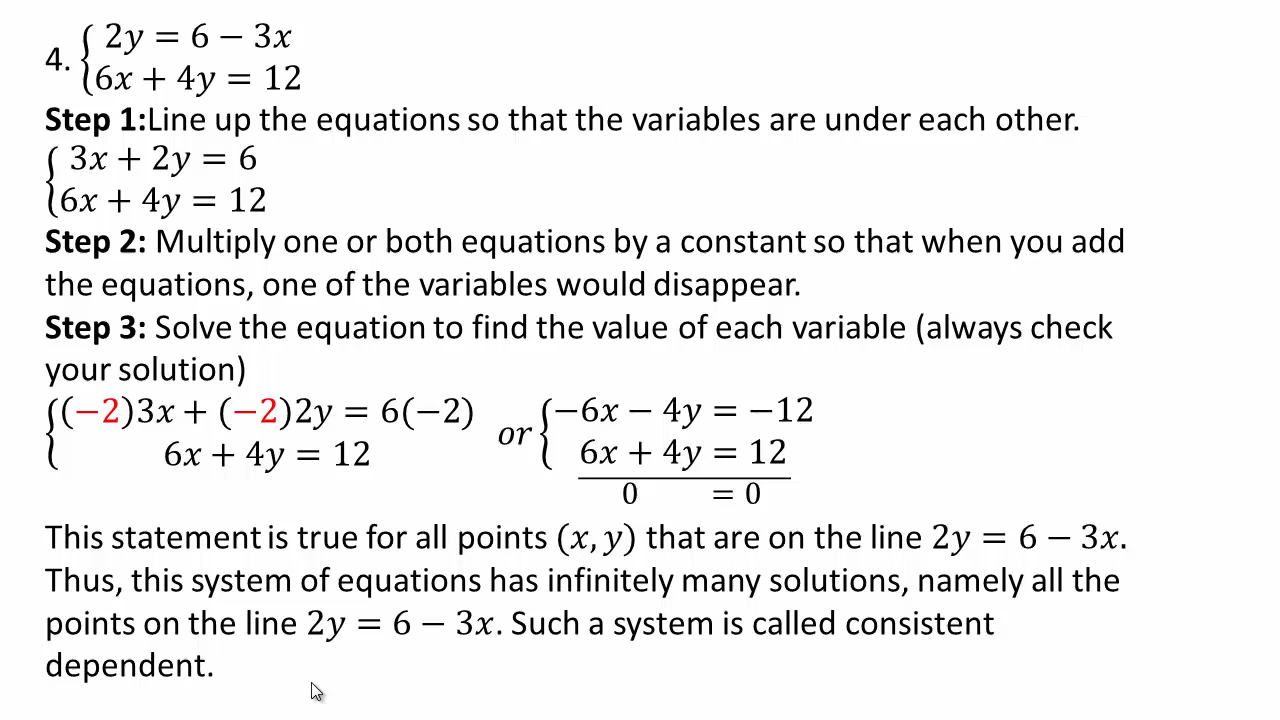 4. {2𝑦 = 6 − 3𝑥
6𝑥 + 4𝑦 = 12
Step 1:Line up the equations so that the variables are under each other.
{3𝑥 + 2𝑦 = 6
6𝑥 + 4𝑦 = 12
Step 2: Multiply one or both equations by a constant so that when you add
the equations, one of the variables would disappear.
Step 3: Solve the equation to find the value of each variable (always check
your solution)
{(−2)3𝑥 + (−2)2𝑦 = 6(−2)
6𝑥 + 4𝑦 = 12
𝑜𝑟 {−6𝑥 − 4𝑦 = −12
6𝑥 + 4𝑦 = 12
0 = 0
This statement is true for all points (𝑥, 𝑦) that are on the line 2𝑦 = 6 − 3𝑥.
Thus, this system of equations has infinitely many solutions, namely all the
points on the line 2𝑦 = 6 − 3𝑥. Such a system is called consistent
dependent.